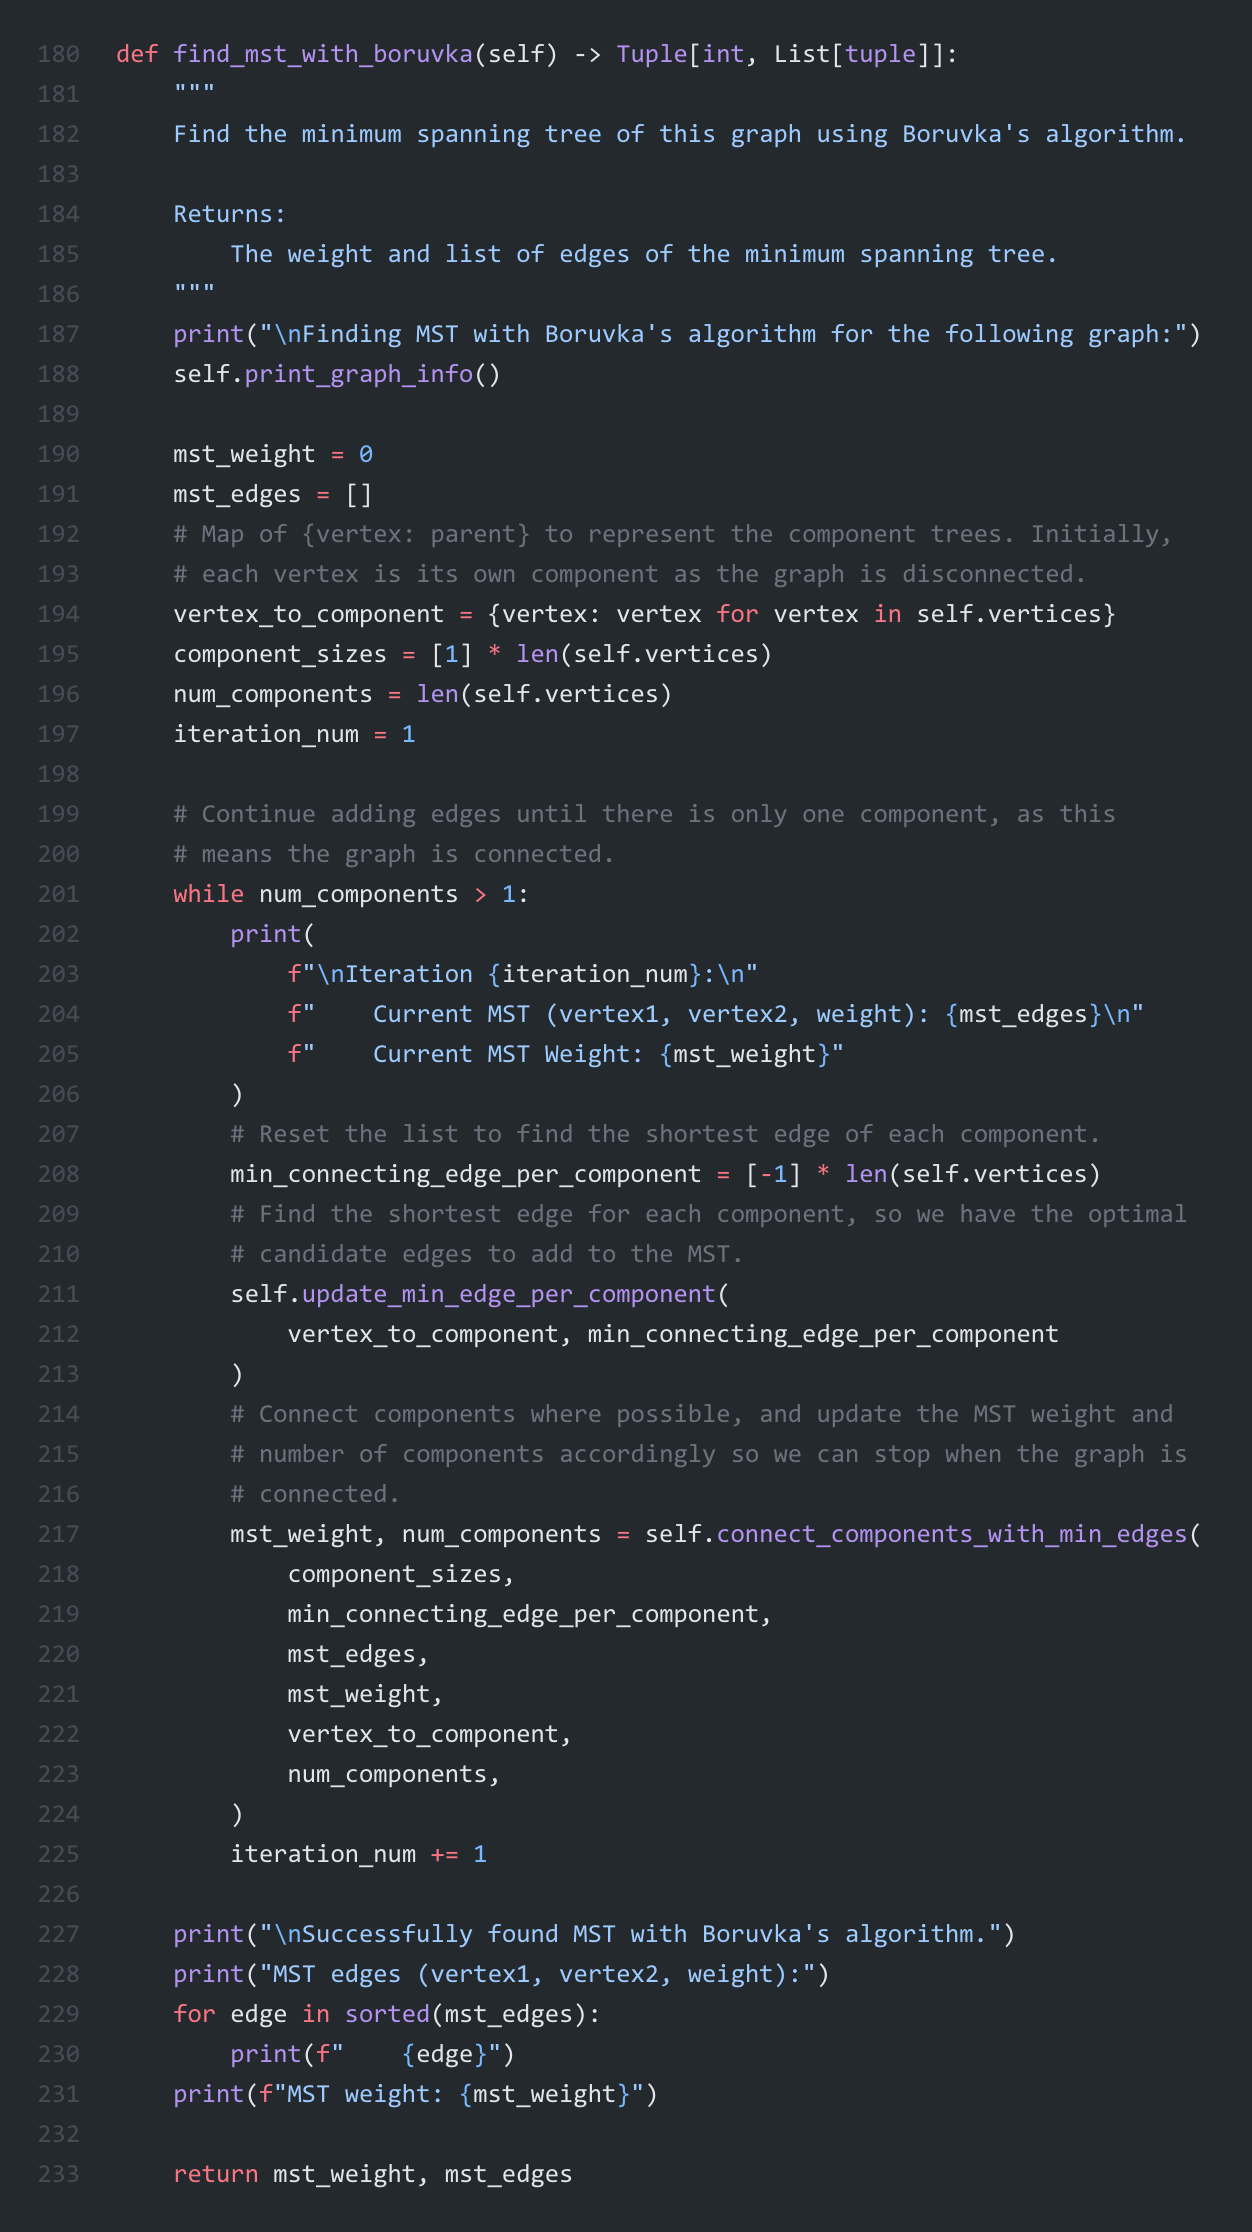 180 def find_mst_with_boruvka(self) -> Tuple[int, List[tuple]]:
181     """
182     Find the minimum spanning tree of this graph using Boruvka's algorithm.
183
184     Returns:
185         The weight and list of edges of the minimum spanning tree.
186     """
187     print("\nFinding MST with Boruvka's algorithm for the following graph:")
188     self.print_graph_info()
189
190     mst_weight = 0
191     mst_edges = []
192     # Map of {vertex: parent} to represent the component trees. Initially,
193     # each vertex is its own component as the graph is disconnected.
194     vertex_to_component = {vertex: vertex for vertex in self.vertices}
195     component_sizes = [1] * len(self.vertices)
196     num_components = len(self.vertices)
197     iteration_num = 1
198
199     # Continue adding edges until there is only one component, as this
200     # means the graph is connected.
201     while num_components > 1:
202         print(
203             f"\nIteration {iteration_num}:\n"
204             f"    Current MST (vertex1, vertex2, weight): {mst_edges}\n"
205             f"    Current MST Weight: {mst_weight}"
206         )
207         # Reset the list to find the shortest edge of each component.
208         min_connecting_edge_per_component = [-1] * len(self.vertices)
209         # Find the shortest edge for each component, so we have the optimal
210         # candidate edges to add to the MST.
211         self.update_min_edge_per_component(
212             vertex_to_component, min_connecting_edge_per_component
213         )
214         # Connect components where possible, and update the MST weight and
215         # number of components accordingly so we can stop when the graph is
216         # connected.
217         mst_weight, num_components = self.connect_components_with_min_edges(
218             component_sizes,
219             min_connecting_edge_per_component,
220             mst_edges,
221             mst_weight,
222             vertex_to_component,
223             num_components,
224         )
225         iteration_num += 1
226
227     print("\nSuccessfully found MST with Boruvka's algorithm.")
228     print("MST edges (vertex1, vertex2, weight):")
229     for edge in sorted(mst_edges):
230         print(f"    {edge}")
231     print(f"MST weight: {mst_weight}")
232
233     return mst_weight, mst_edges